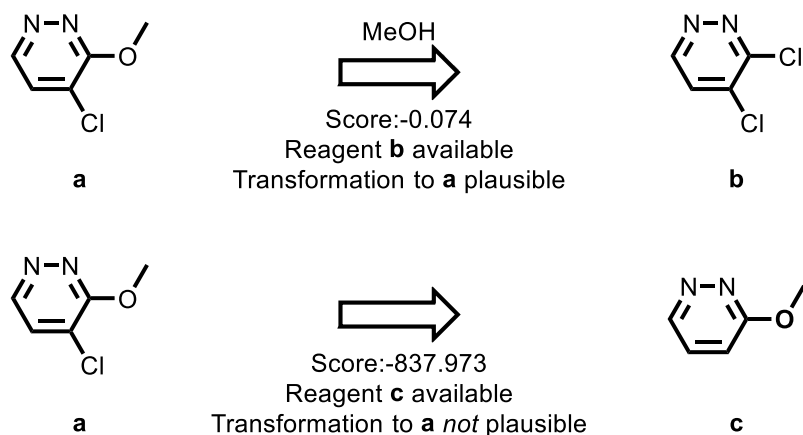 N N
O
Cl
a
MeOH
Score:-0.074
Reagent b available
Transformation to a plausible
N N
Cl
Cl
b
N N
O
Cl
a
Score:-837.973
Reagent c available
Transformation to a not plausible
N N
O
c